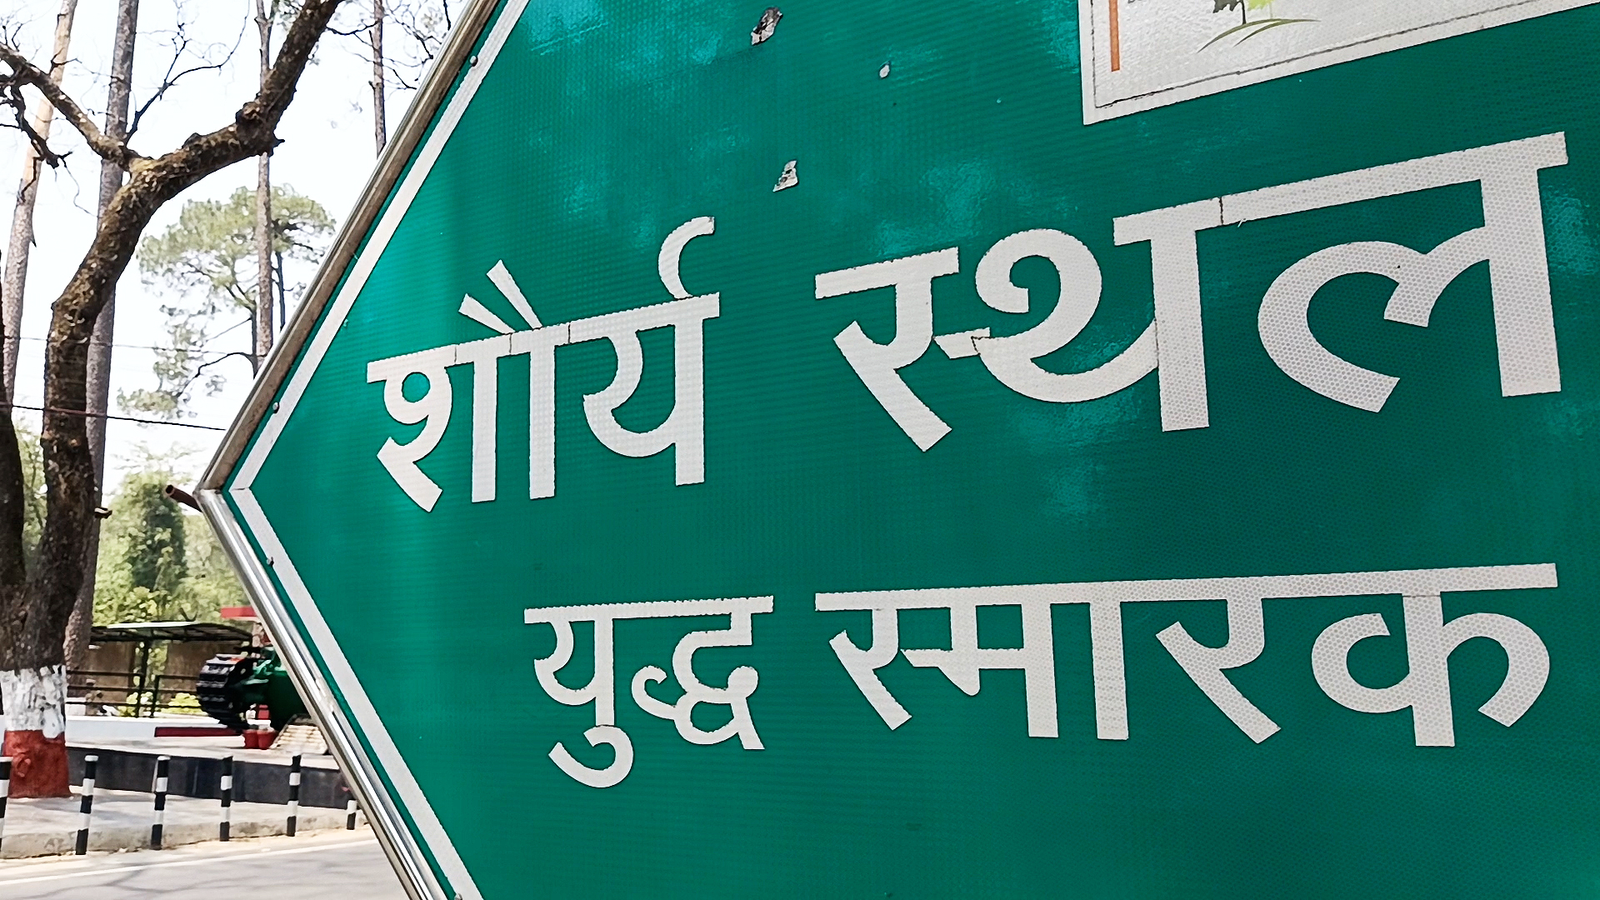 शौर्य स्थल
युद्ध स्मारक